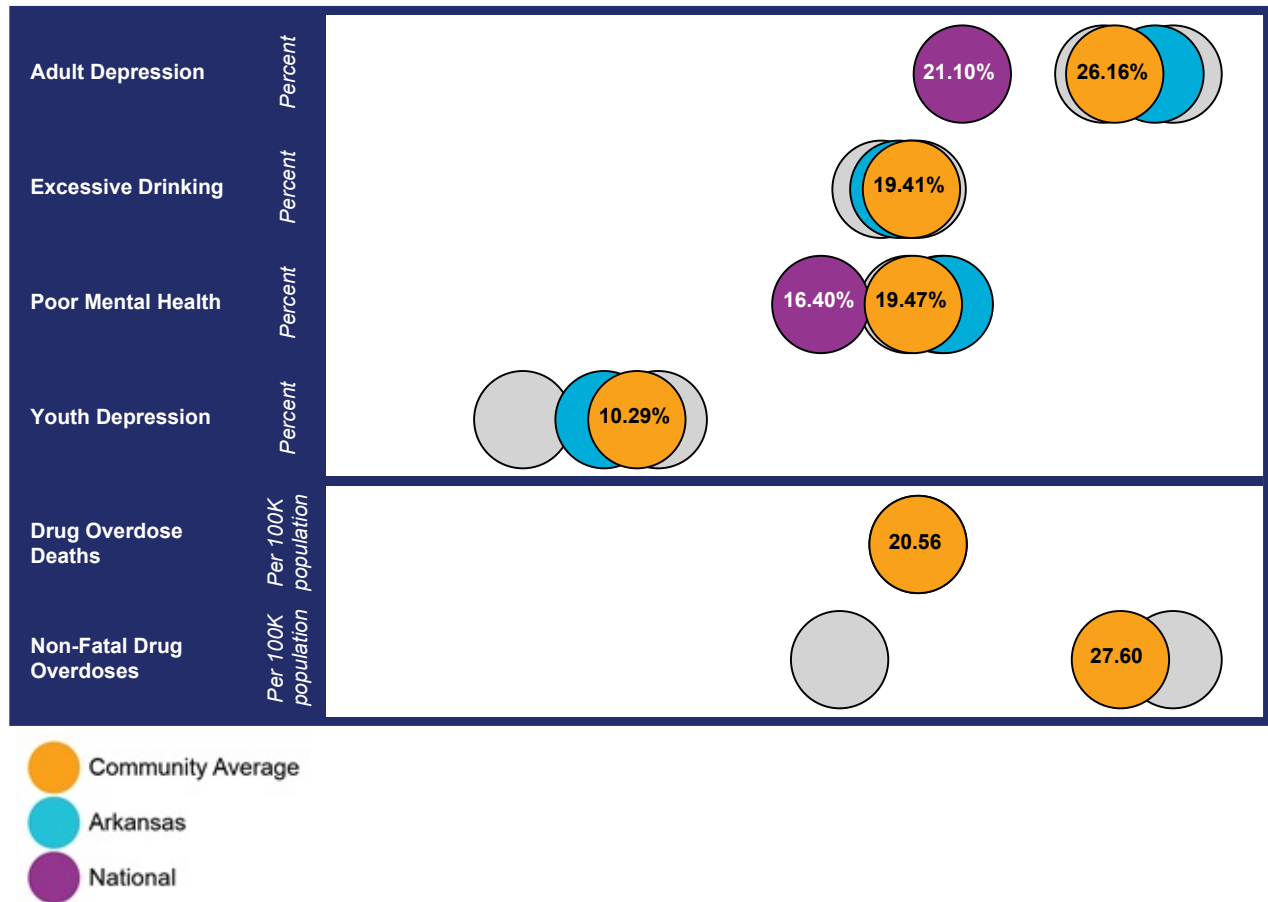 Adult Depression
Percent
21.10%
26.16%
Excessive Drinking
Percent
19.41%
Poor Mental Health
Percent
16.40%
19.47%
Youth Depression
Percent
10.29%
Drug Overdose
Deaths
Per 100K
population
20.56
Non-Fatal Drug
Overdoses
Per 100K
population
27.60
Community Average
Arkansas
National